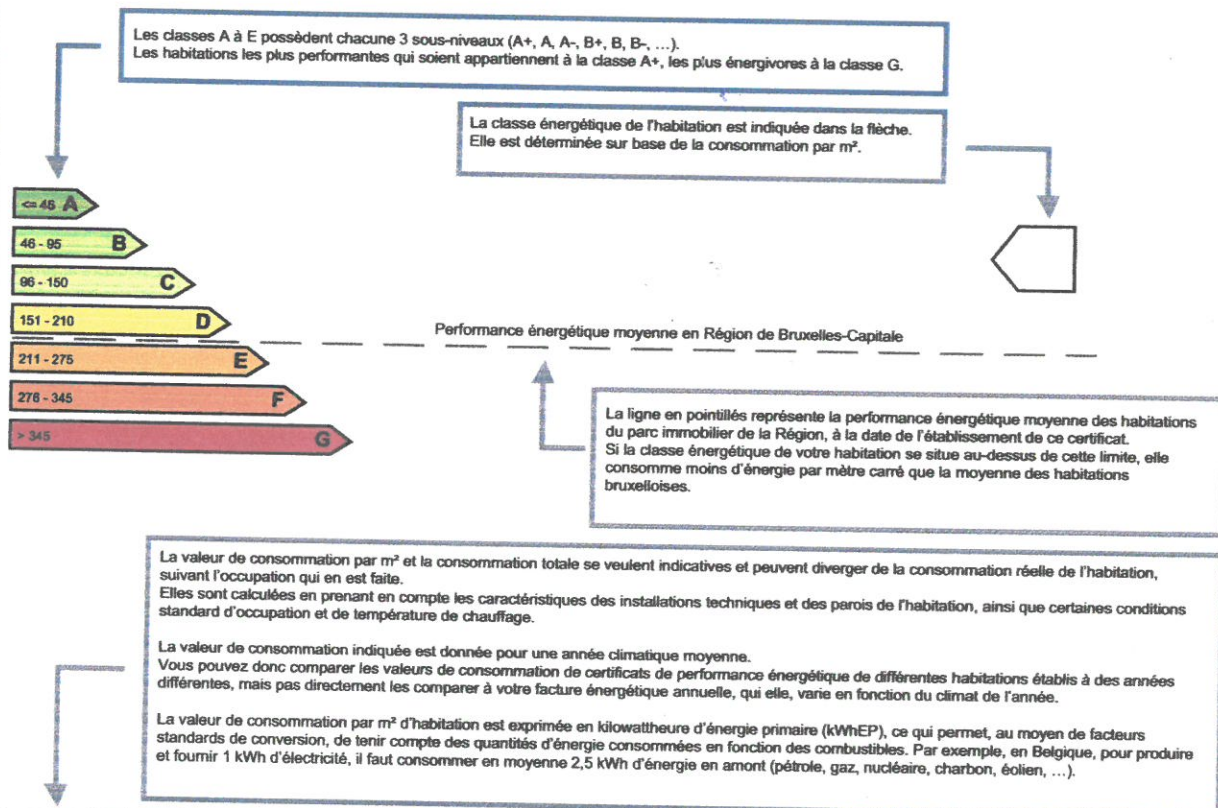 Les classes A à E possèdent chacune 3 sous-niveaux (A+, A, A-, B+, B, B-, ...).
Les habitations les plus performantes qui soient appartiennent à la classe A+, les plus énergivores à la classe G.
La classe énergétique de l'habitation est indiquée dans la flèche.
Elle est déterminée sur base de la consommation par m².
<= 45 A
46 - 95 B
96 - 150 C
151 - 210 D
Performance énergétique moyenne en Région de Bruxelles-Capitale
211 - 275 E
276 - 345 F
> 345 G
La ligne en pointillés représente la performance énergétique moyenne des habitations
du parc immobilier de la Région, à la date de l'établissement de ce certificat.
Si la classe énergétique de votre habitation se situe au-dessus de cette limite, elle
consomme moins d'énergie par mètre carré que la moyenne des habitations
bruxelloises.
La valeur de consommation par m² et la consommation totale se veulent indicatives et peuvent diverger de la consommation réelle de l'habitation,
suivant l'occupation qui en est faite.
Elles sont calculées en prenant en compte les caractéristiques des installations techniques et des parois de l'habitation, ainsi que certaines conditions
standard d'occupation et de température de chauffage.
La valeur de consommation indiquée est donnée pour une année climatique moyenne.
Vous pouvez donc comparer les valeurs de consommation de certificats de performance énergétique de différentes habitations établis à des années
différentes, mais pas directement les comparer à votre facture énergétique annuelle, qui elle, varie en fonction du climat de l'année.
La valeur de consommation par m² d'habitation est exprimée en kilowattheure d'énergie primaire (kWhEP), ce qui permet, au moyen de facteurs
standards de conversion, de tenir compte des quantités d'énergie consommées en fonction des combustibles. Par exemple, en Belgique, pour produire
et fournir 1 kWh d'électricité, il faut consommer en moyenne 2,5 kWh d'énergie en amont (pétrole, gaz, nucléaire, charbon, éolien, ...).